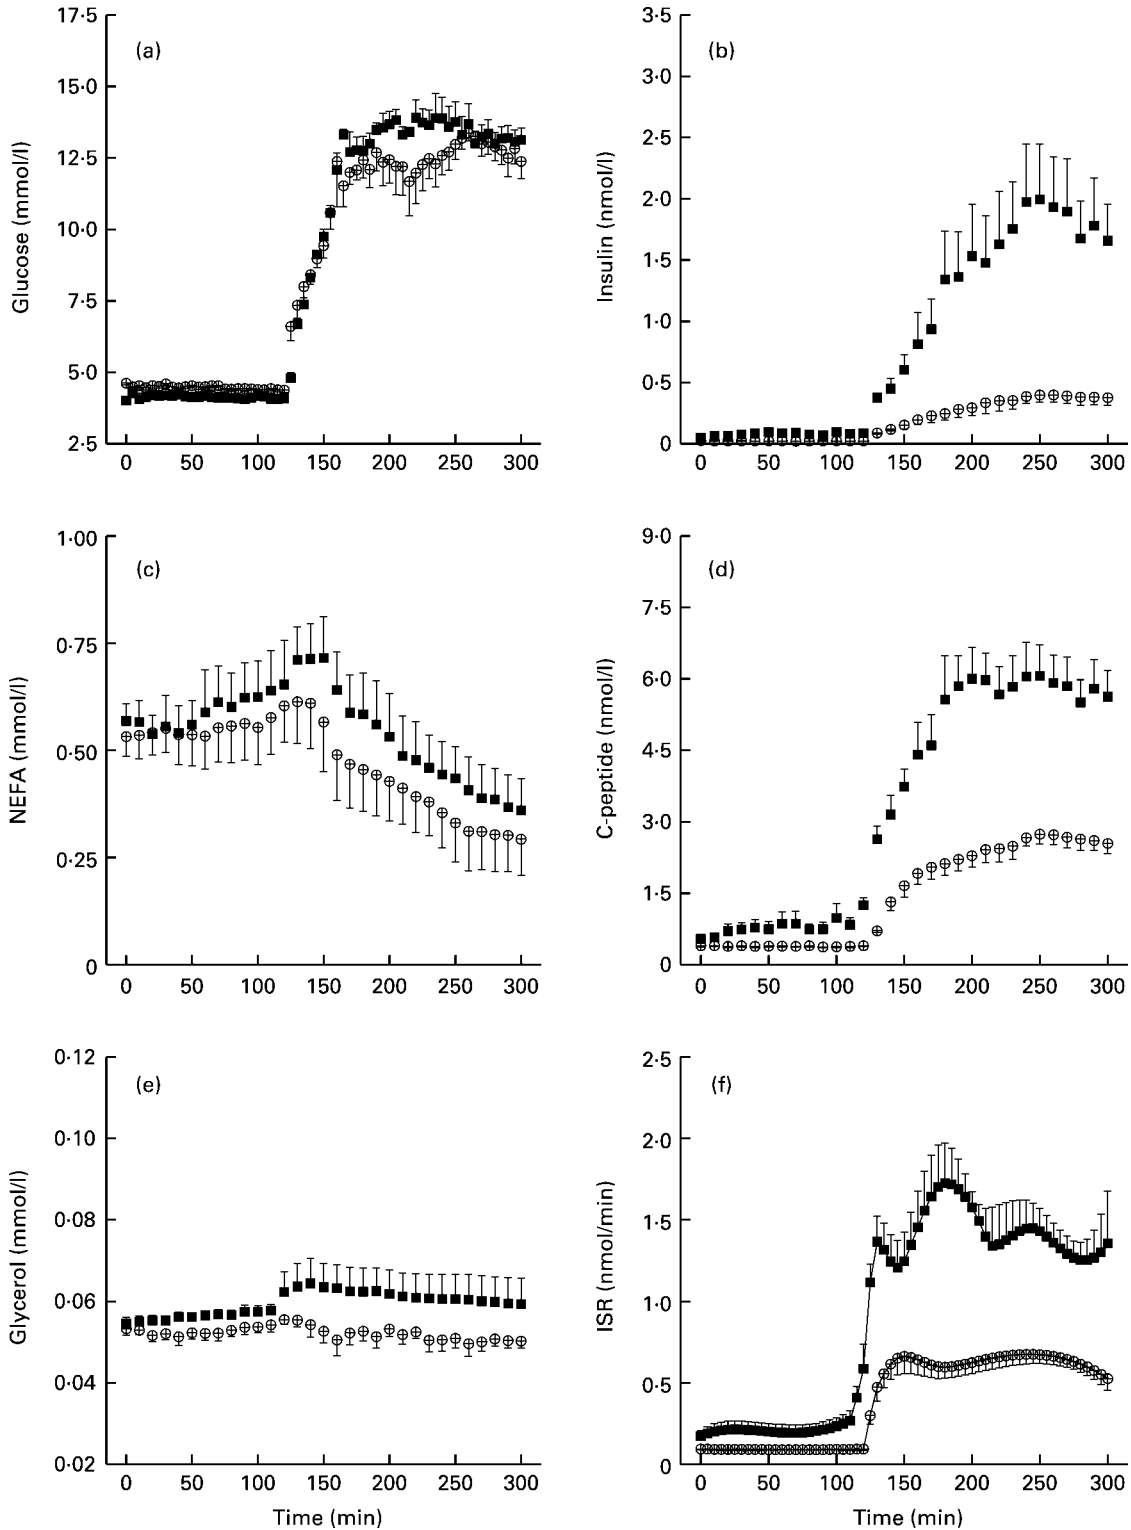 (a)
Glucose (mmol/l)
17·5
15·0
12·5
10·0
7·5
5·0
2·5
0 50 100 150 200 250 300
(b)
Insulin (nmol/l)
3·5
3·0
2·5
2·0
1·5
1·0
0·5
0
0 50 100 150 200 250 300
(c)
NEFA (mmol/l)
1·00
0·75
0·50
0·25
0
0 50 100 150 200 250 300
(d)
C-peptide (nmol/l)
9·0
7·5
6·0
4·5
3·0
1·5
0
0 50 100 150 200 250 300
(e)
Glycerol (mmol/l)
0·12
0·10
0·08
0·06
0·04
0·02
0 50 100 150 200 250 300
Time (min)
(f)
ISR (nmol/min)
2·5
2·0
1·5
1·0
0·5
0
0 50 100 150 200 250 300
Time (min)